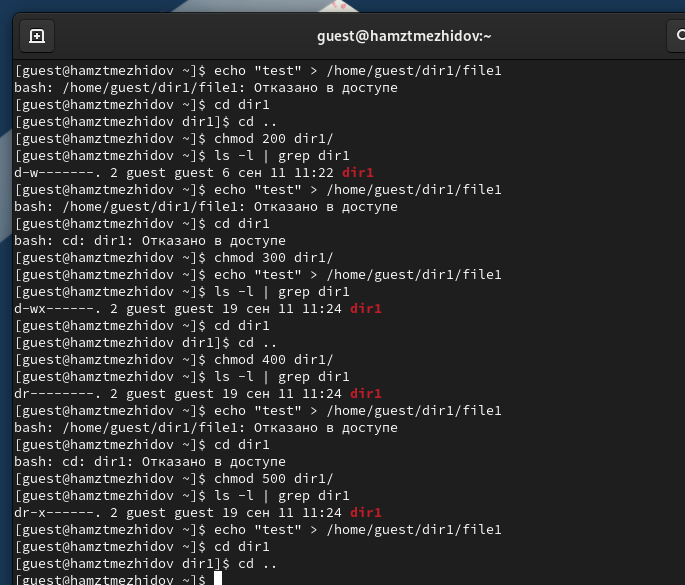 guest@hamztmezhidov:~
[guest@hamztmezhidov ~]$ echo "test" > /home/guest/dir1/file1
bash: /home/guest/dir1/file1: Отказано в доступе
[guest@hamztmezhidov ~]$ cd dir1
[guest@hamztmezhidov dir1]$ cd ..
[guest@hamztmezhidov ~]$ chmod 200 dir1/
[guest@hamztmezhidov ~]$ ls -l | grep dir1
d-w-------. 2 guest guest 6 сен 11 11:22 dir1
[guest@hamztmezhidov ~]$ echo "test" > /home/guest/dir1/file1
bash: /home/guest/dir1/file1: Отказано в доступе
[guest@hamztmezhidov ~]$ cd dir1
bash: cd: dir1: Отказано в доступе
[guest@hamztmezhidov ~]$ chmod 300 dir1/
[guest@hamztmezhidov ~]$ echo "test" > /home/guest/dir1/file1
[guest@hamztmezhidov ~]$ ls -l | grep dir1
d-wx------. 2 guest guest 19 сен 11 11:24 dir1
[guest@hamztmezhidov ~]$ cd dir1
[guest@hamztmezhidov dir1]$ cd ..
[guest@hamztmezhidov ~]$ chmod 400 dir1/
[guest@hamztmezhidov ~]$ ls -l | grep dir1
dr--------. 2 guest guest 19 сен 11 11:24 dir1
[guest@hamztmezhidov ~]$ echo "test" > /home/guest/dir1/file1
bash: /home/guest/dir1/file1: Отказано в доступе
[guest@hamztmezhidov ~]$ cd dir1
bash: cd: dir1: Отказано в доступе
[guest@hamztmezhidov ~]$ chmod 500 dir1/
[guest@hamztmezhidov ~]$ ls -l | grep dir1
dr-x------. 2 guest guest 19 сен 11 11:24 dir1
[guest@hamztmezhidov ~]$ echo "test" > /home/guest/dir1/file1
[guest@hamztmezhidov ~]$ cd dir1
[guest@hamztmezhidov dir1]$ cd ..
[guest@hamztmezhidov ~]$